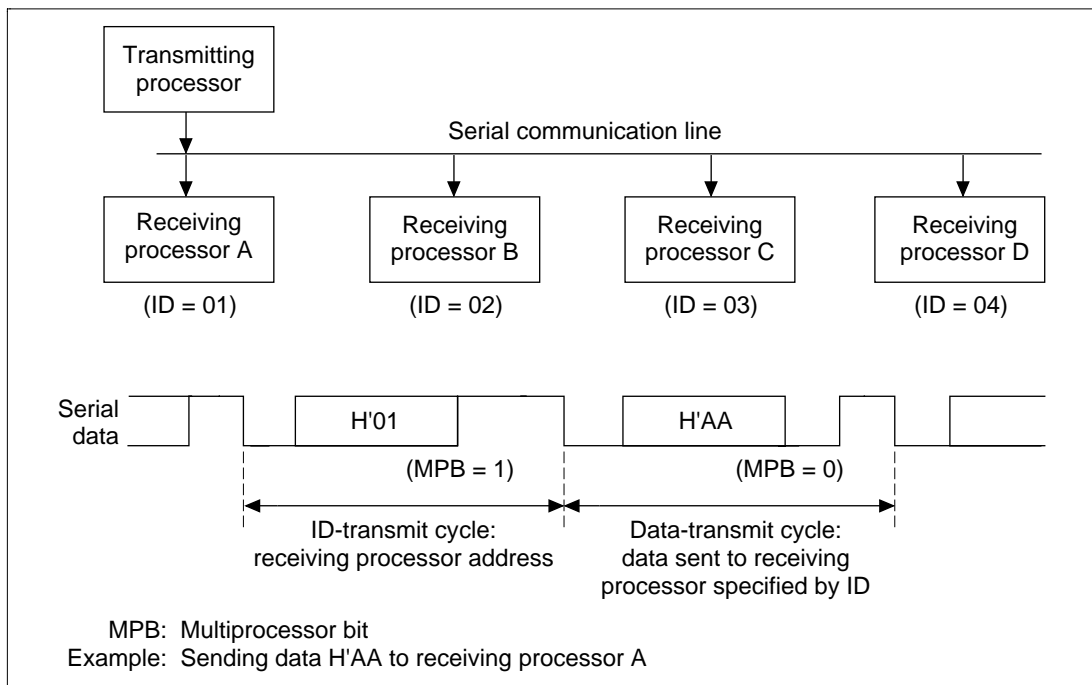 Transmitting
processor
Serial communication line
Receiving
processor A
Receiving
processor B
Receiving
processor C
Receiving
processor D
(ID = 01)
(ID = 02)
(ID = 03)
(ID = 04)
Serial
data
H'01
H'AA
(MPB = 1)
(MPB = 0)
ID-transmit cycle:
receiving processor address
Data-transmit cycle:
data sent to receiving
processor specified by ID
MPB: Multiprocessor bit
Example: Sending data H'AA to receiving processor A